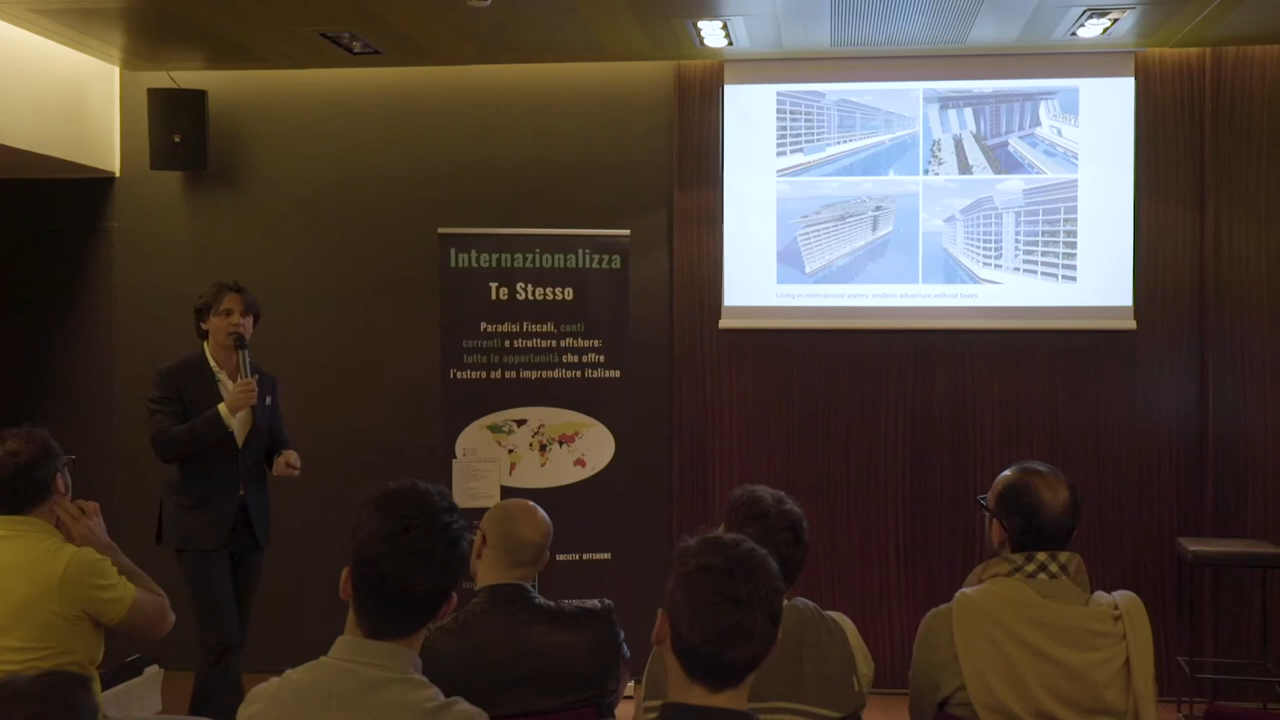 Living in international waters, endless adventure without taxes
Internazionalizza
Te Stesso
Paradisi Fiscali, conti
correnti e strutture offshore:
tutte le opportunità che offre
l'estero ad un imprenditore italiano
SOCIETA' OFFSHORE